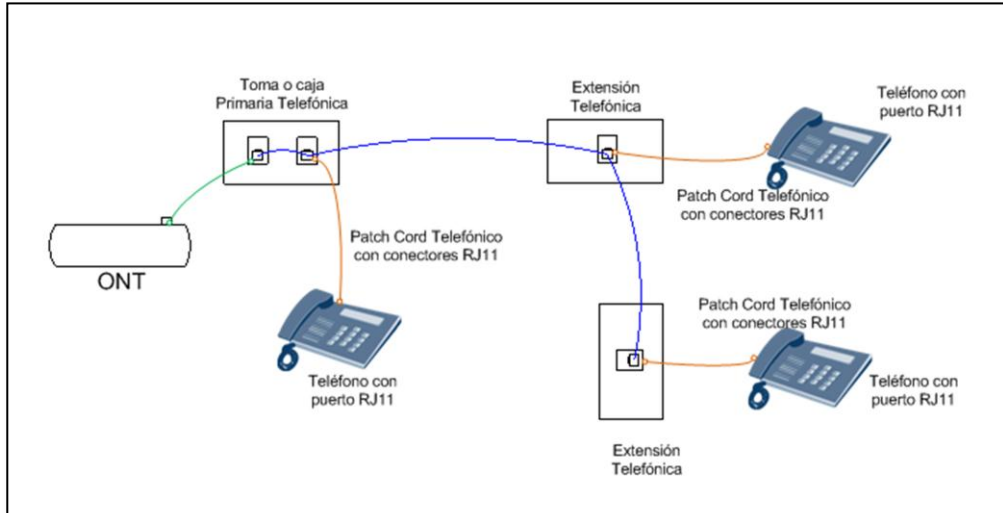 Toma o caja
Primaria Telefónica
Extensión
Telefónica
Teléfono con
puerto RJ11
Patch Cord Telefónico
con conectores RJ11
Patch Cord Telefónico
con conectores RJ11
ONT
Teléfono con
puerto RJ11
Patch Cord Telefónico
con conectores RJ11
Teléfono con
puerto RJ11
Extensión
Telefónica